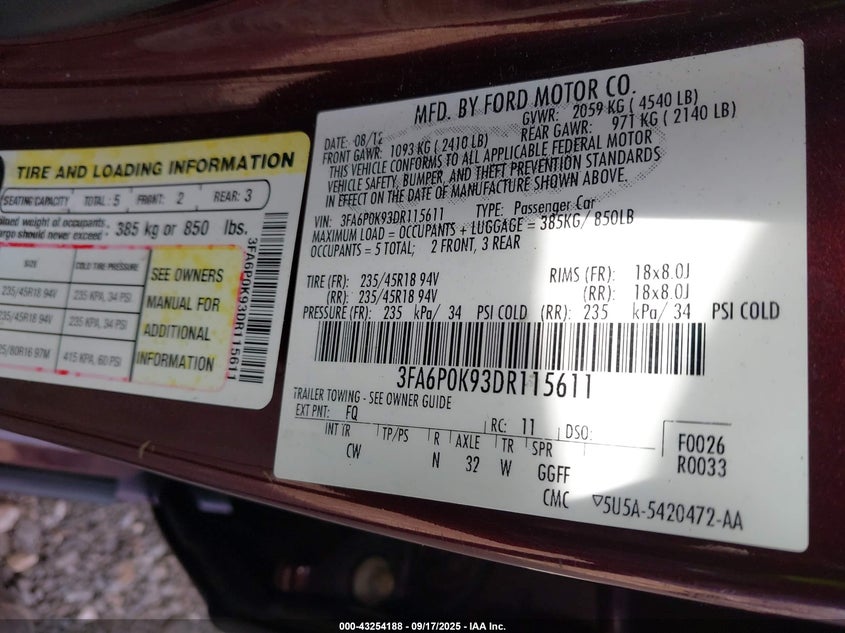 TIRE AND LOADING INFORMATION
SEATING CAPACITY TOTAL: 5 FRONT: 2 REAR: 3
weight of occupants
should never exceed 385 kg or 850 lbs.
SIZE COLD TIRE PRESSURE
235/45R18 94V 235 KPA, 34 PSI
235/45R18 94V 235 KPA, 34 PSI
5/80R16 97M 415 KPA, 60 PSI
SEE OWNERS
MANUAL FOR
ADDITIONAL
INFORMATION
3FA6P0K93DR115611
MFD. BY FORD MOTOR CO.
DATE: 08/12 GVWR: 2059 KG ( 4540 LB)
FRONT GAWR: 1093 KG ( 2410 LB) REAR GAWR: 971 KG ( 2140 LB)
THIS VEHICLE CONFORMS TO ALL APPLICABLE FEDERAL MOTOR
VEHICLE SAFETY, BUMPER, AND THEFT PREVENTION STANDARDS
IN EFFECT ON THE DATE OF MANUFACTURE SHOWN ABOVE.
VIN: 3FA6P0K93DR115611 TYPE: Passenger Car
MAXIMUM LOAD = OCCUPANTS + LUGGAGE = 385KG/ 850LB
OCCUPANTS = 5 TOTAL; 2 FRONT, 3 REAR
TIRE (FR): 235/45R18 94V RIMS (FR): 18x8.0J
(RR): 235/45R18 94V (RR): 18x8.0J
PRESSURE (FR): 235 kPa/ 34 PSI COLD (RR): 235 kPa/ 34 PSI COLD
3FA6P0K93DR115611
TRAILER TOWING - SEE OWNER GUIDE
EXT PNT: FQ RC: 11 DSO:
INT TR TP/PS R AXLE TR SPR F0026
CW N 32 W GGFF R0033
CMC 5U5A-5420472-AA
000-43254188 - 09/17/2025 - IAA Inc.